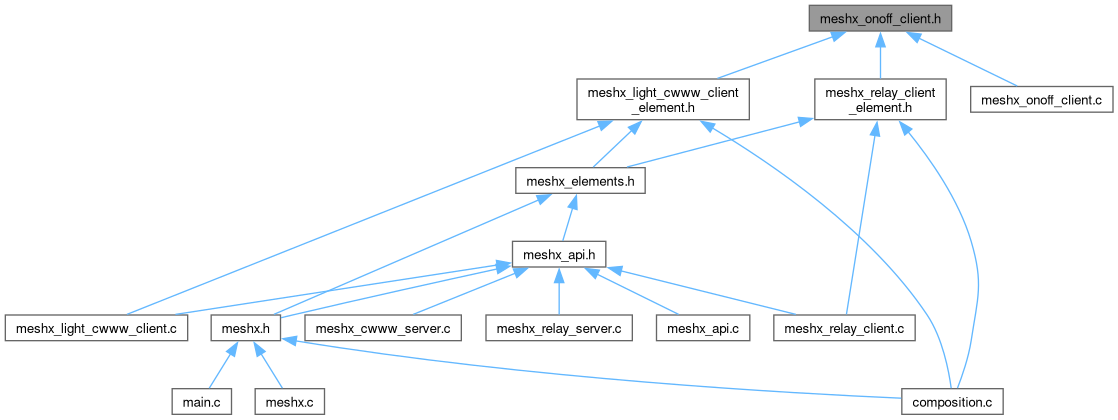 meshx_onoff_client.h
meshx_light_cwww_client
_element.h
meshx_relay_client
_element.h
meshx_onoff_client.c
meshx_elements.h
meshx_api.h
meshx_light_cwww_client.c
meshx.h
meshx_cwww_server.c
meshx_relay_server.c
meshx_api.c
meshx_relay_client.c
main.c
meshx.c
composition.c